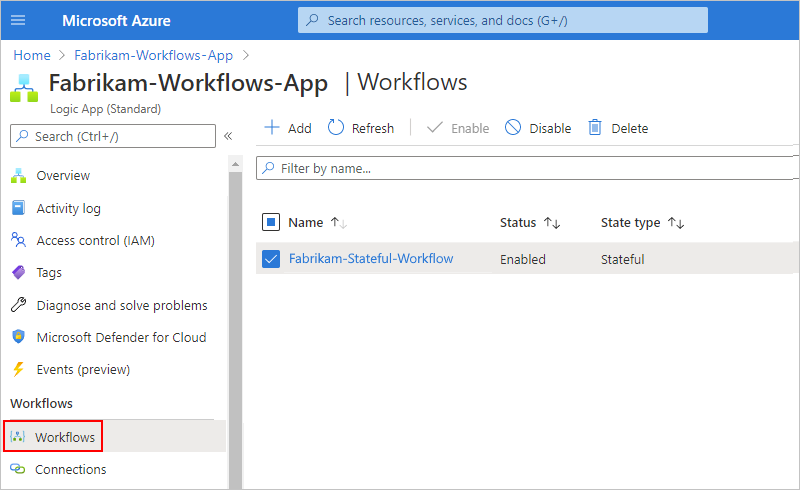 Microsoft Azure
Search resources, services, and docs (G+/)
Home > Fabrikam-Workflows-App >
Fabrikam-Workflows-App | Workflows
Logic App (Standard)
Search (Ctrl+/)
«
Add Refresh Enable Disable Delete
Filter by name...
Overview
Activity log
Access control (IAM)
Tags
Diagnose and solve problems
Microsoft Defender for Cloud
Events (preview)
Workflows
Workflows
Connections
Name ↑↓ Status ↑↓ State type ↑↓
Fabrikam-Stateful-Workflow Enabled Stateful